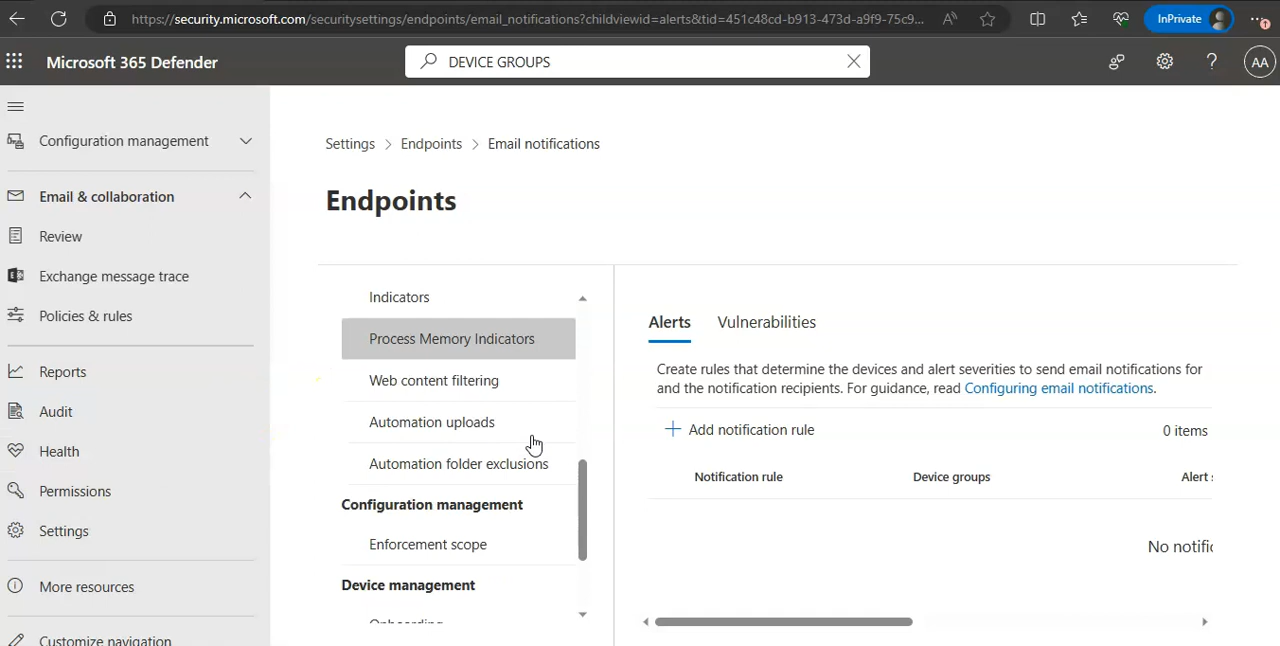 https://security.microsoft.com/securitysettings/endpoints/email_notifications?childviewid=alerts&tid=451c48cd-b913-473d-a9f9-75c9...
InPrivate
Microsoft 365 Defender
DEVICE GROUPS
AA
Configuration management
Email & collaboration
Review
Exchange message trace
Policies & rules
Reports
Audit
Health
Permissions
Settings
More resources
Customize navigation
Settings > Endpoints > Email notifications
Endpoints
Indicators
Process Memory Indicators
Web content filtering
Automation uploads
Automation folder exclusions
Configuration management
Enforcement scope
Device management
Onboarding
Alerts Vulnerabilities
Create rules that determine the devices and alert severities to send email notifications for
and the notification recipients. For guidance, read Configuring email notifications.
Add notification rule 0 items
Notification rule Device groups Alert
No notific